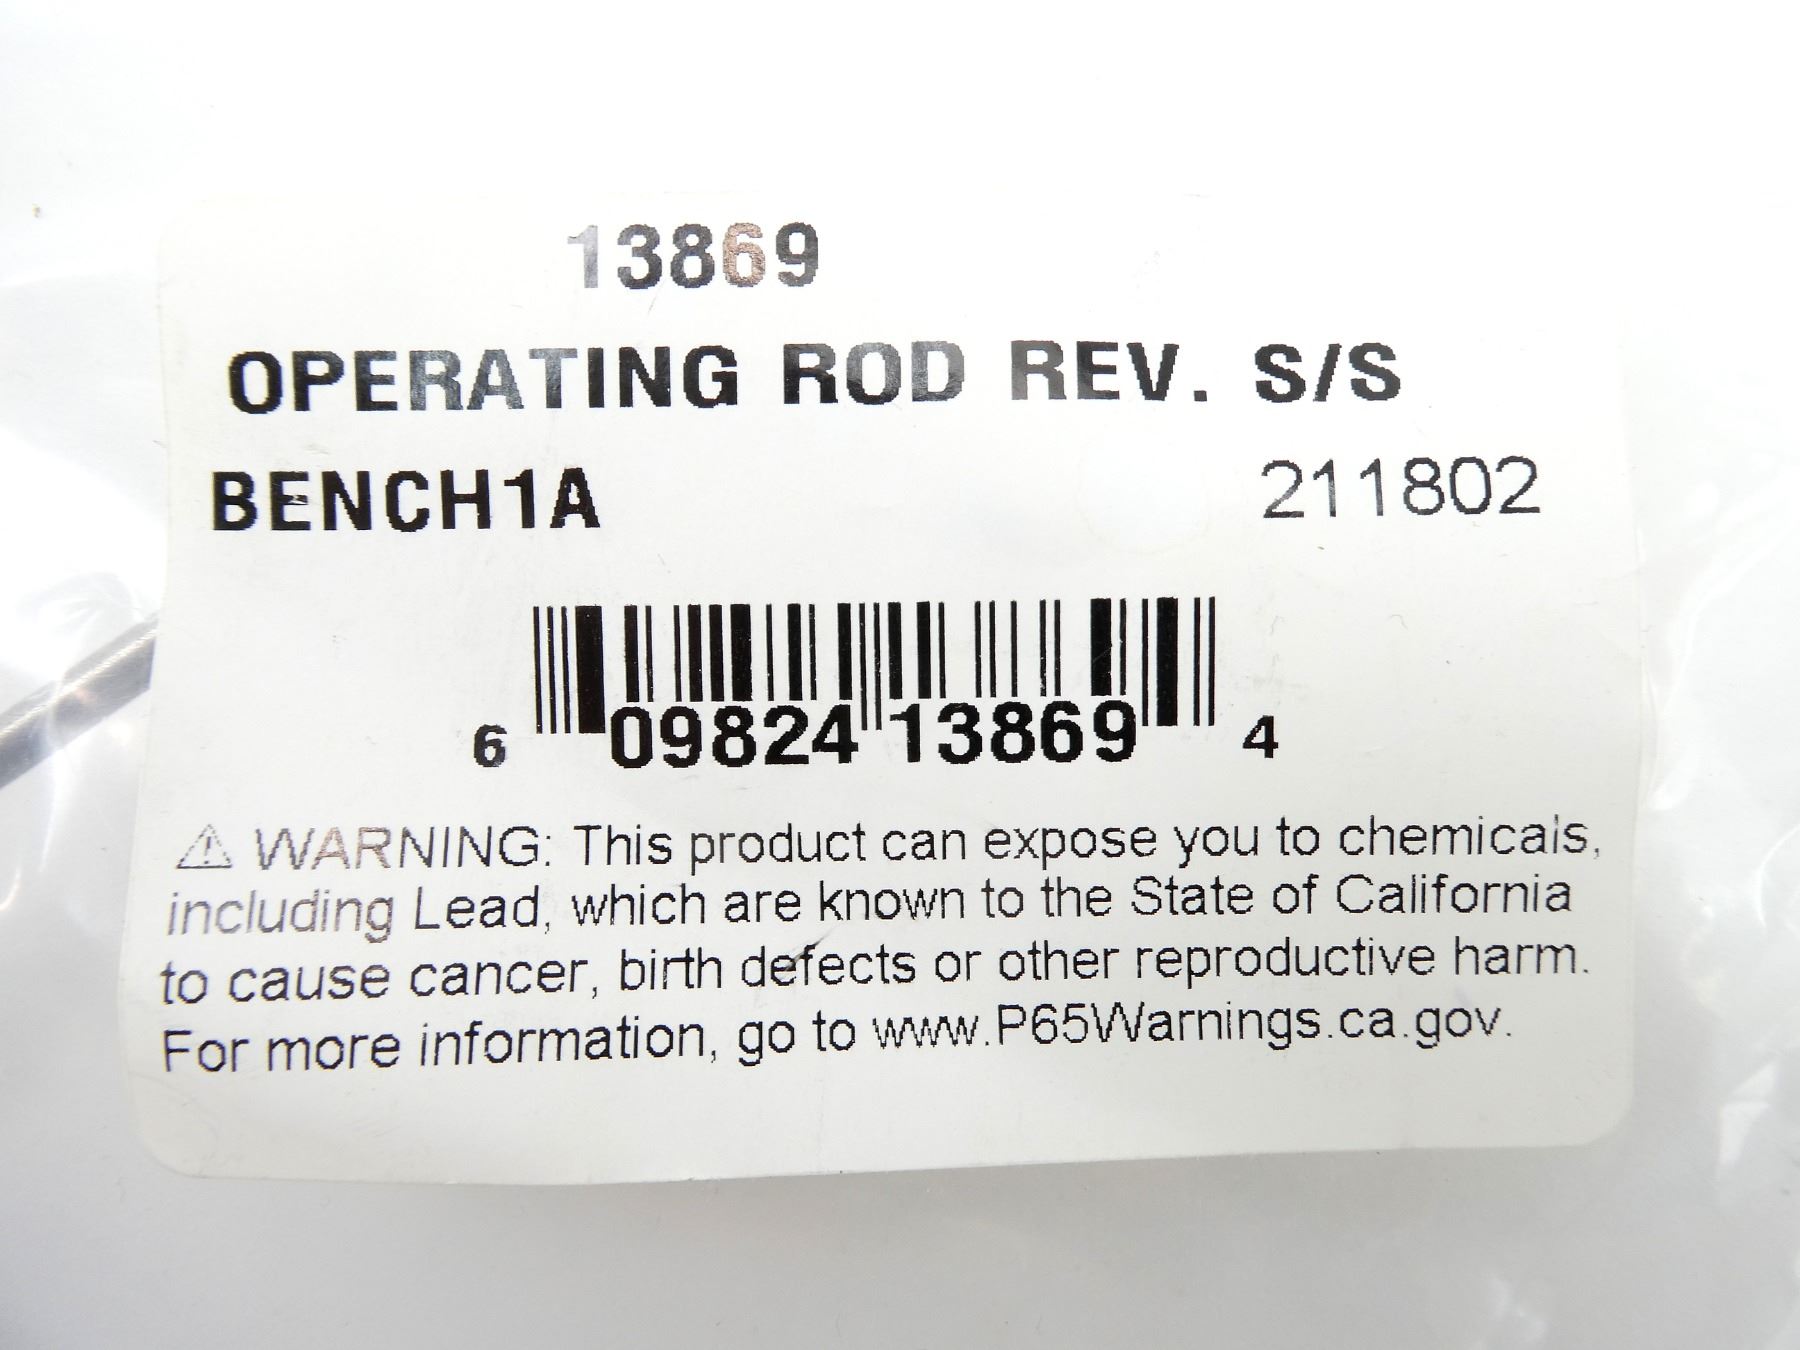 13869
OPERATING ROD REV. S/S
BENCH1A 211802
6 09824 13869 4
⚠ WARNING: This product can expose you to chemicals,
including Lead, which are known to the State of California
to cause cancer, birth defects or other reproductive harm.
For more information, go to www.P65Warnings.ca.gov.